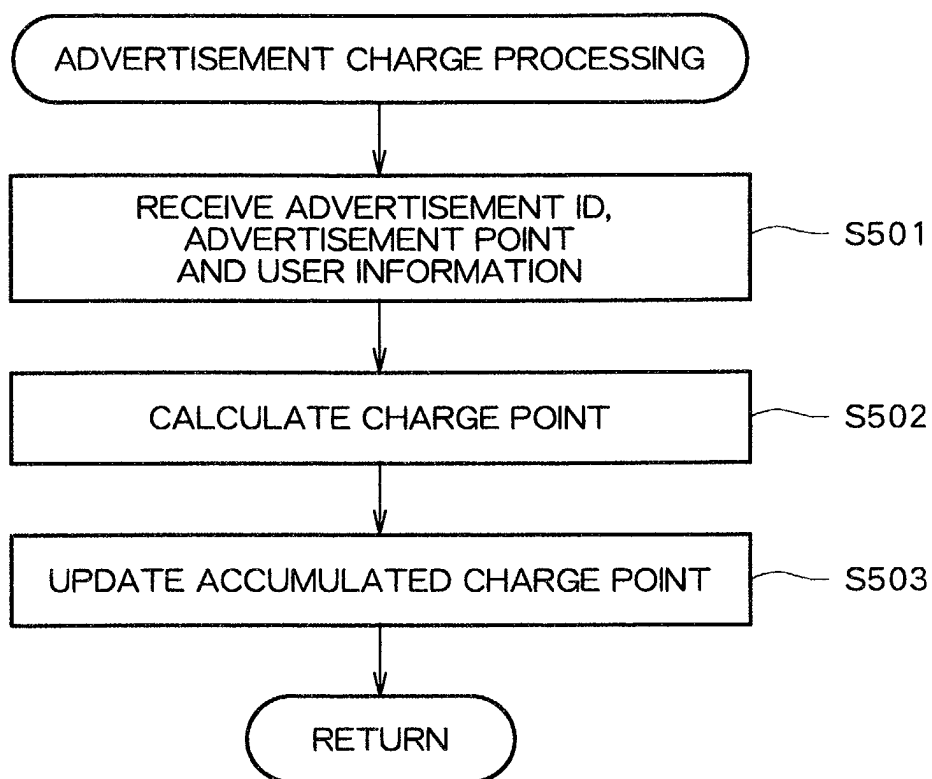 ADVERTISEMENT CHARGE PROCESSING
RECEIVE ADVERTISEMENT ID,
ADVERTISEMENT POINT
AND USER INFORMATION
S501
CALCULATE CHARGE POINT
S502
UPDATE ACCUMULATED CHARGE POINT
S503
RETURN